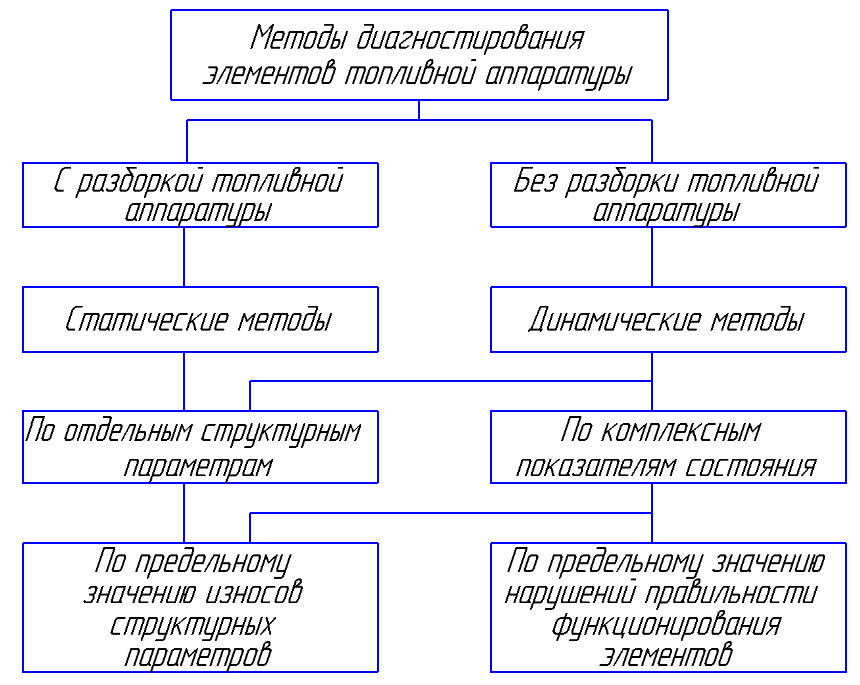 Методы диагностирования
элементов топливной аппаратуры
С разборкой топливной
аппаратуры
Без разборки топливной
аппаратуры
Статические методы
Динамические методы
По отдельным структурным
параметрам
По комплексным
показателям состояния
По предельному
значению износов
структурных
параметров
По предельному значению
нарушений правильности
функционирования
элементов